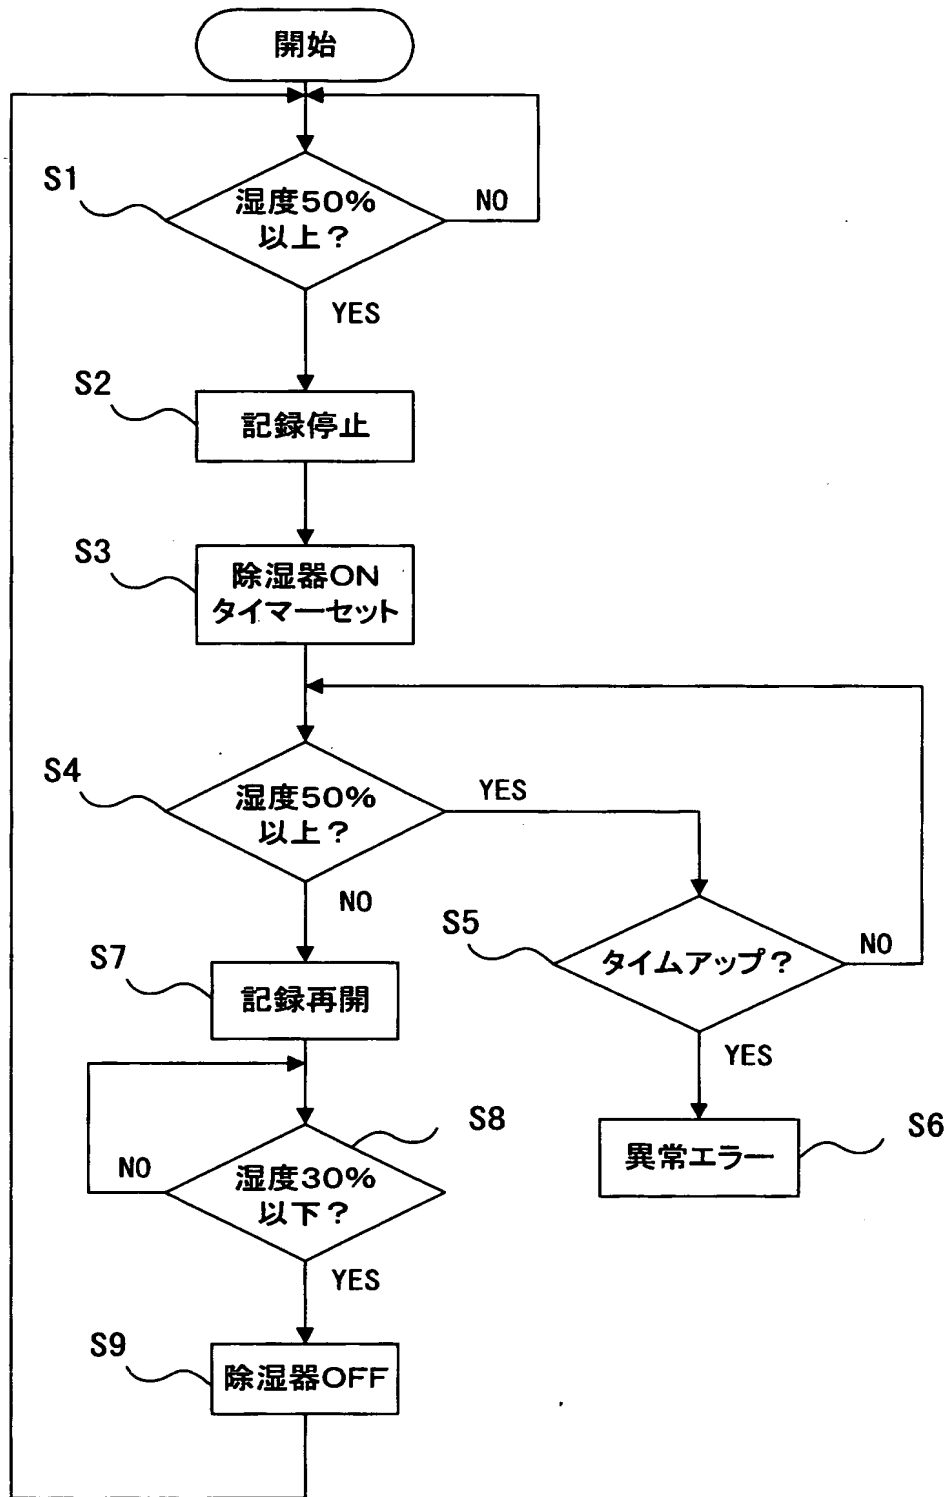 開始
S1
湿度50%
以上？
NO
YES
S2
記録停止
S3
除湿器ON
タイマーセット
S4
湿度50%
以上？
YES
NO
S5
タイムアップ？
NO
YES
S6
異常エラー
S7
記録再開
S8
湿度30%
以下？
NO
YES
S9
除湿器OFF